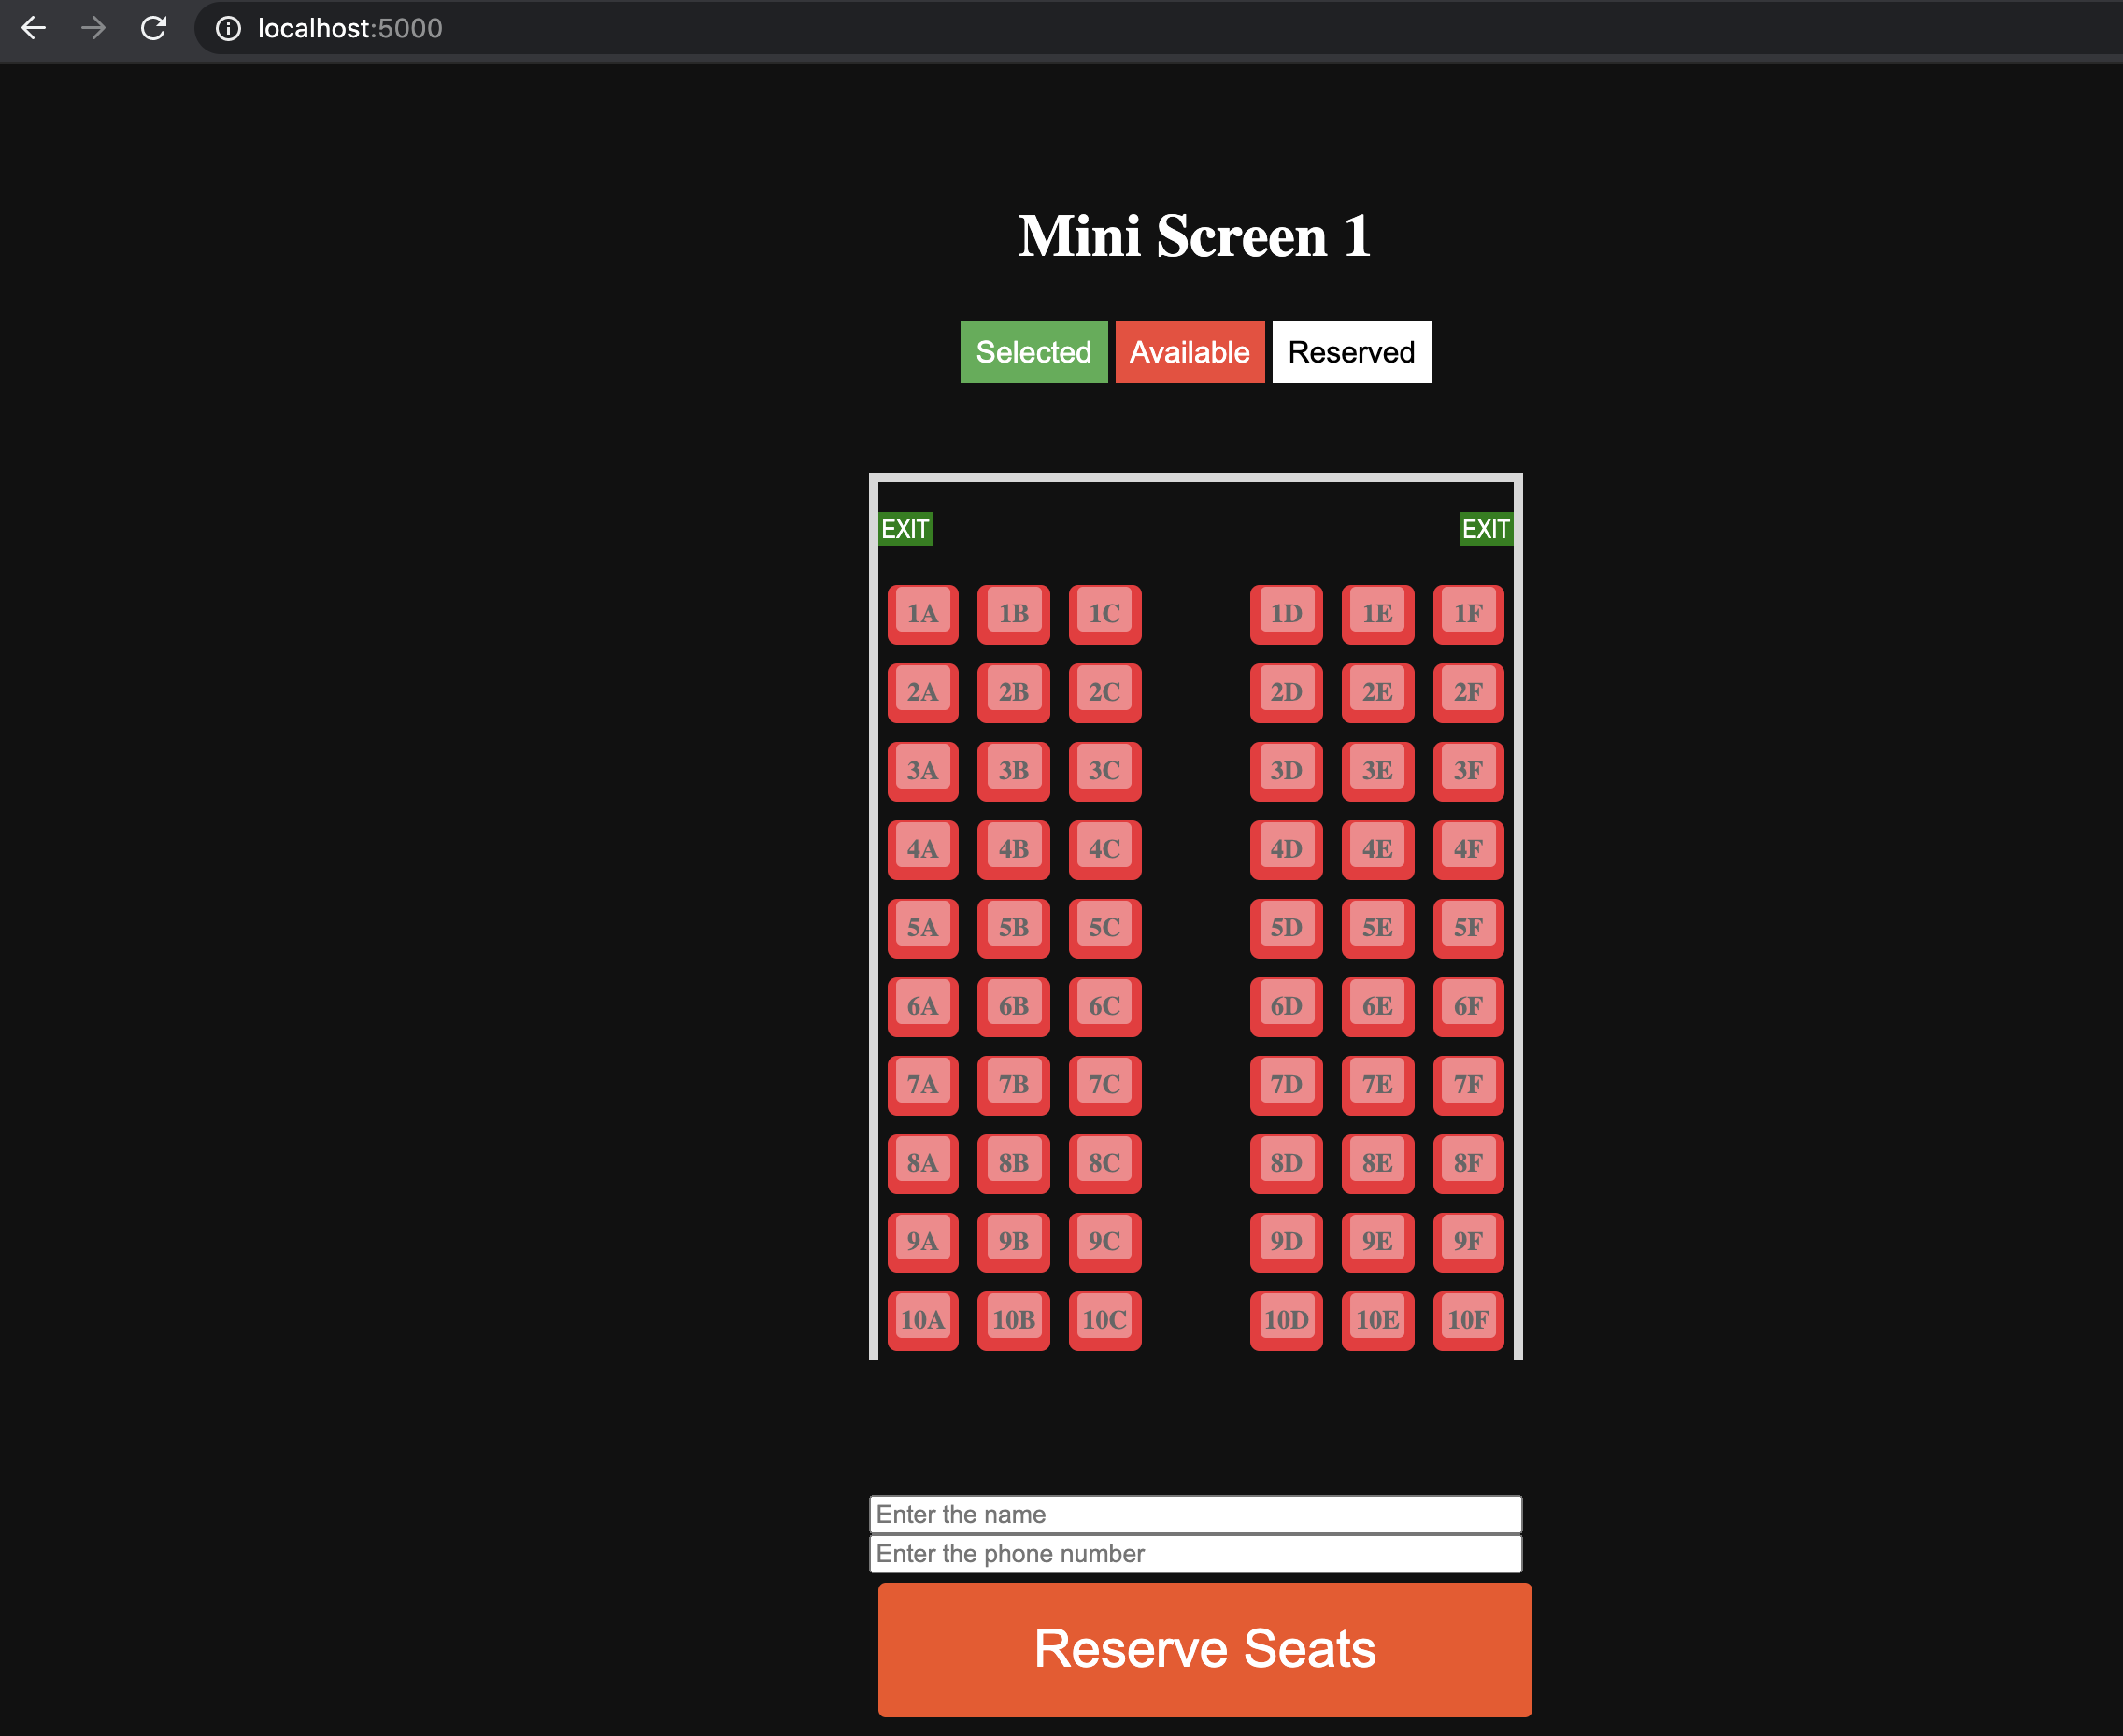 localhost:5000
Mini Screen 1
Selected Available Reserved
EXIT EXIT
1A 1B 1C 1D 1E 1F
2A 2B 2C 2D 2E 2F
3A 3B 3C 3D 3E 3F
4A 4B 4C 4D 4E 4F
5A 5B 5C 5D 5E 5F
6A 6B 6C 6D 6E 6F
7A 7B 7C 7D 7E 7F
8A 8B 8C 8D 8E 8F
9A 9B 9C 9D 9E 9F
10A 10B 10C 10D 10E 10F
Enter the name
Enter the phone number
Reserve Seats